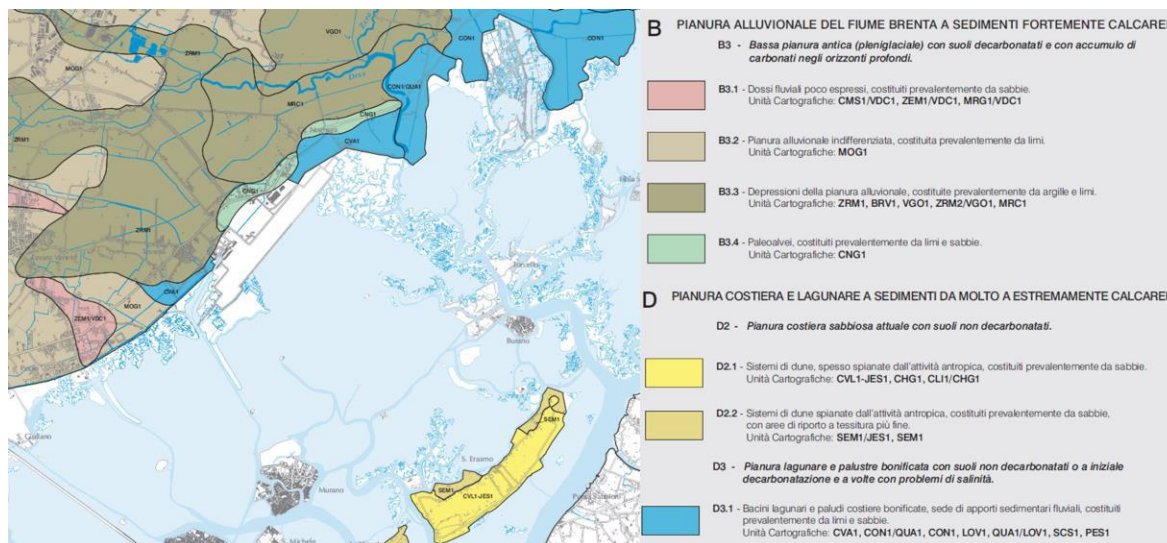 VGO1
CON1
CON1
ZRM1
MOG1
Dese
CON1/QUA1
MRC1
CNG1
CVA1
ZRM1
CNG1
ZRM1
CVA1
MOG1
ZEM1/VDC1
Torcello
Burano
S. Giuliano
Murano
S. Michele
S. Erasmo
SEM1
SEM1
CVL1-JES1
B PIANURA ALLUVIONALE DEL FIUME BRENTA A SEDIMENTI FORTEMENTE CALCAREI
B3 - Bassa pianura antica (pleniglaciale) con suoli decarbonatati e con accumulo di
carbonati negli orizzonti profondi.
B3.1 - Dossi fluviali poco espressi, costituiti prevalentemente da sabbie.
Unità Cartografiche: CMS1/VDC1, ZEM1/VDC1, MRG1/VDC1
B3.2 - Pianura alluvionale indifferenziata, costituita prevalentemente da limi.
Unità Cartografiche: MOG1
B3.3 - Depressioni della pianura alluvionale, costituite prevalentemente da argille e limi.
Unità Cartografiche: ZRM1, BRV1, VGO1, ZRM2/VGO1, MRC1
B3.4 - Paleoalvei, costituiti prevalentemente da limi e sabbie.
Unità Cartografiche: CNG1
D PIANURA COSTIERA E LAGUNARE A SEDIMENTI DA MOLTO A ESTREMAMENTE CALCAREI
D2 - Pianura costiera sabbiosa attuale con suoli non decarbonatati.
D2.1 - Sistemi di dune, spesso spianate dall'attività antropica, costituiti prevalentemente da sabbie.
Unità Cartografiche: CVL1-JES1, CHG1, CLI1/CHG1
D2.2 - Sistemi di dune spianate dall'attività antropica, costituiti prevalentemente da sabbie,
con aree di riporto a tessitura più fine.
Unità Cartografiche: SEM1/JES1, SEM1
D3 - Pianura lagunare e palustre bonificata con suoli non decarbonatati o a iniziale
decarbonatazione e a volte con problemi di salinità.
D3.1 - Bacini lagunari e paludi costiere bonificate, sede di apporti sedimentari fluviali, costituiti
prevalentemente da limi e sabbie.
Unità Cartografiche: CVA1, CON1/QUA1, CON1, LOV1, QUA1/LOV1, SCS1, PES1